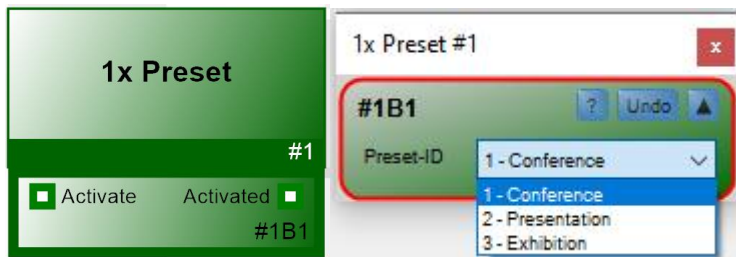 1x Preset
#1
Activate Activated
#1B1
1x Preset #1 x
#1B1 ? Undo ▲
Preset-ID 1 - Conference
1 - Conference
2 - Presentation
3 - Exhibition